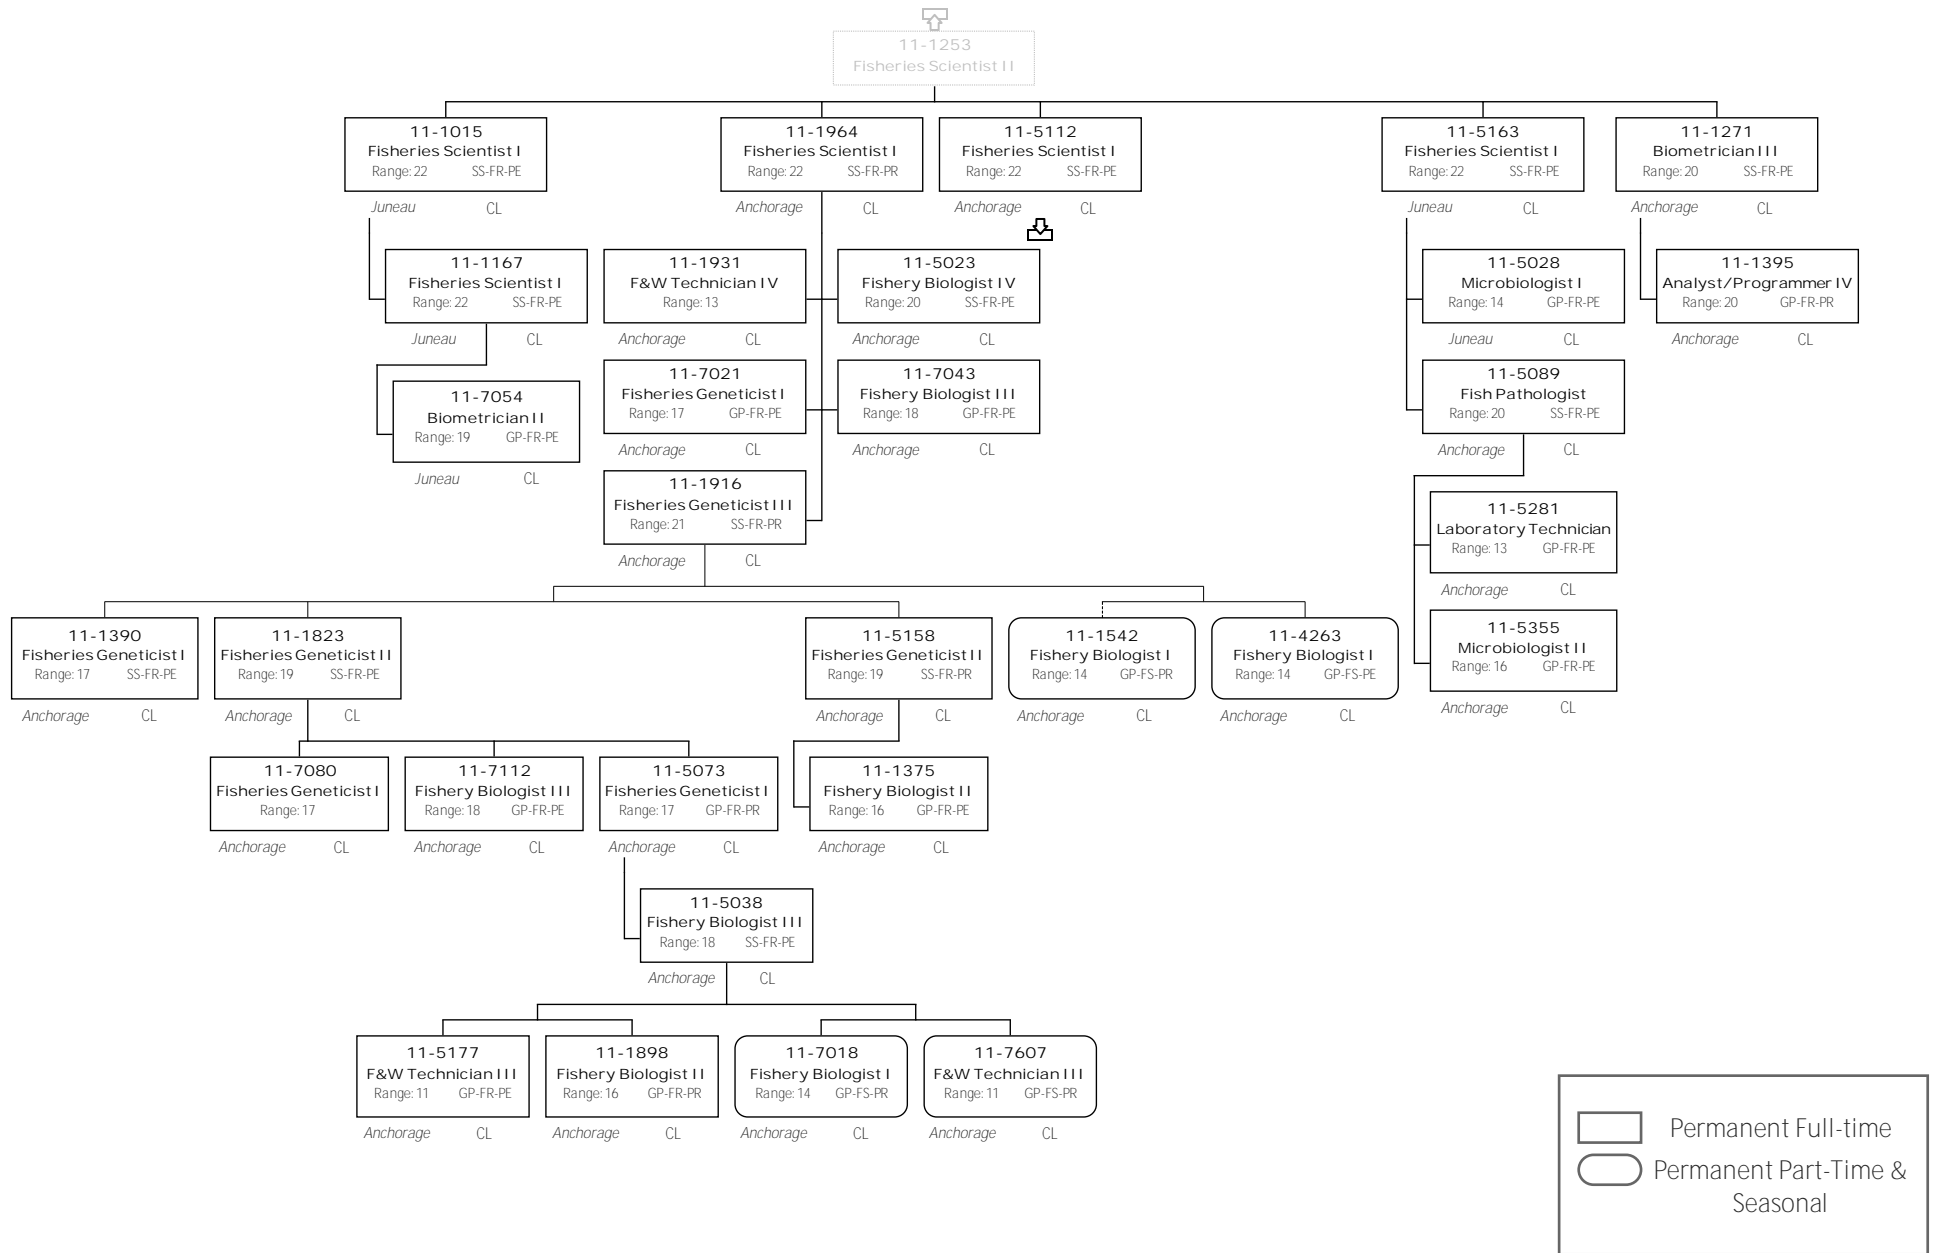 11-1253
Fisheries Scientist II
11-1015
Fisheries Scientist I
Range: 22 SS-FR-PE
Juneau CL
11-1964
Fisheries Scientist I
Range: 22 SS-FR-PR
Anchorage CL
11-5112
Fisheries Scientist I
Range: 22 SS-FR-PE
Anchorage CL
11-5163
Fisheries Scientist I
Range: 22 SS-FR-PE
Juneau CL
11-1271
Biometrician III
Range: 20 SS-FR-PE
Anchorage CL
11-1167
Fisheries Scientist I
Range: 22 SS-FR-PE
Juneau CL
11-1931
F&W Technician IV
Range: 13
Anchorage CL
11-5023
Fishery Biologist IV
Range: 20 SS-FR-PE
Anchorage CL
11-5028
Microbiologist I
Range: 14 GP-FR-PE
Juneau CL
11-1395
Analyst/Programmer IV
Range: 20 GP-FR-PR
Anchorage CL
11-7054
Biometrician II
Range: 19 GP-FR-PE
Juneau CL
11-7021
Fisheries Geneticist I
Range: 17 GP-FR-PE
Anchorage CL
11-7043
Fishery Biologist III
Range: 18 GP-FR-PE
Anchorage CL
11-5089
Fish Pathologist
Range: 20 SS-FR-PE
Anchorage CL
11-1916
Fisheries Geneticist III
Range: 21 SS-FR-PR
Anchorage CL
11-5281
Laboratory Technician
Range: 13 GP-FR-PE
Anchorage CL
11-5355
Microbiologist II
Range: 16 GP-FR-PE
Anchorage CL
11-1390
Fisheries Geneticist I
Range: 17 SS-FR-PE
Anchorage CL
11-1823
Fisheries Geneticist II
Range: 19 SS-FR-PE
Anchorage CL
11-5158
Fisheries Geneticist II
Range: 19 SS-FR-PR
Anchorage CL
11-1542
Fishery Biologist I
Range: 14 GP-FS-PR
Anchorage CL
11-4263
Fishery Biologist I
Range: 14 GP-FS-PE
Anchorage CL
11-7080
Fisheries Geneticist I
Range: 17
Anchorage CL
11-7112
Fishery Biologist III
Range: 18 GP-FR-PE
Anchorage CL
11-5073
Fisheries Geneticist I
Range: 17 GP-FR-PR
Anchorage CL
11-1375
Fishery Biologist II
Range: 16 GP-FR-PE
Anchorage CL
11-5038
Fishery Biologist III
Range: 18 SS-FR-PE
Anchorage CL
11-5177
F&W Technician III
Range: 11 GP-FR-PE
Anchorage CL
11-1898
Fishery Biologist II
Range: 16 GP-FR-PR
Anchorage CL
11-7018
Fishery Biologist I
Range: 14 GP-FS-PR
Anchorage CL
11-7607
F&W Technician III
Range: 11 GP-FS-PR
Anchorage CL
Permanent Full-time
Permanent Part-Time &
Seasonal